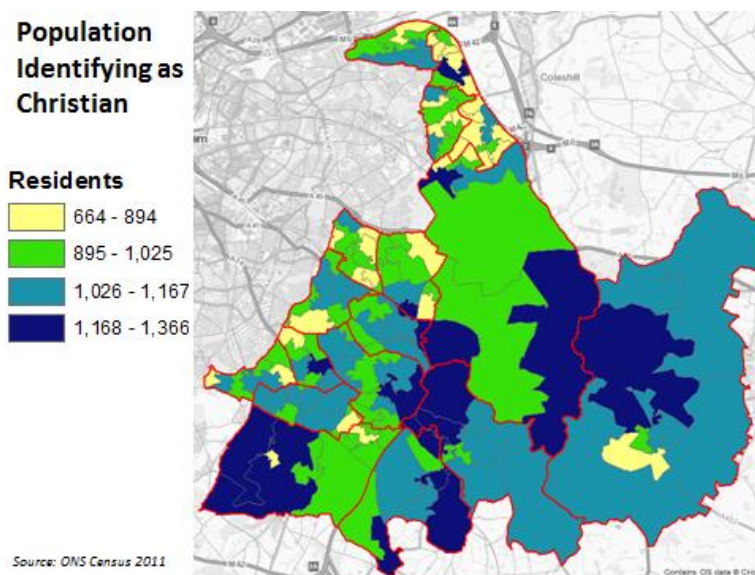 Population
Identifying as
Christian
Residents
664 - 894
895 - 1,025
1,026 - 1,167
1,168 - 1,366
Source: ONS Census 2011
Coleshill
M 42
Contains OS data ©